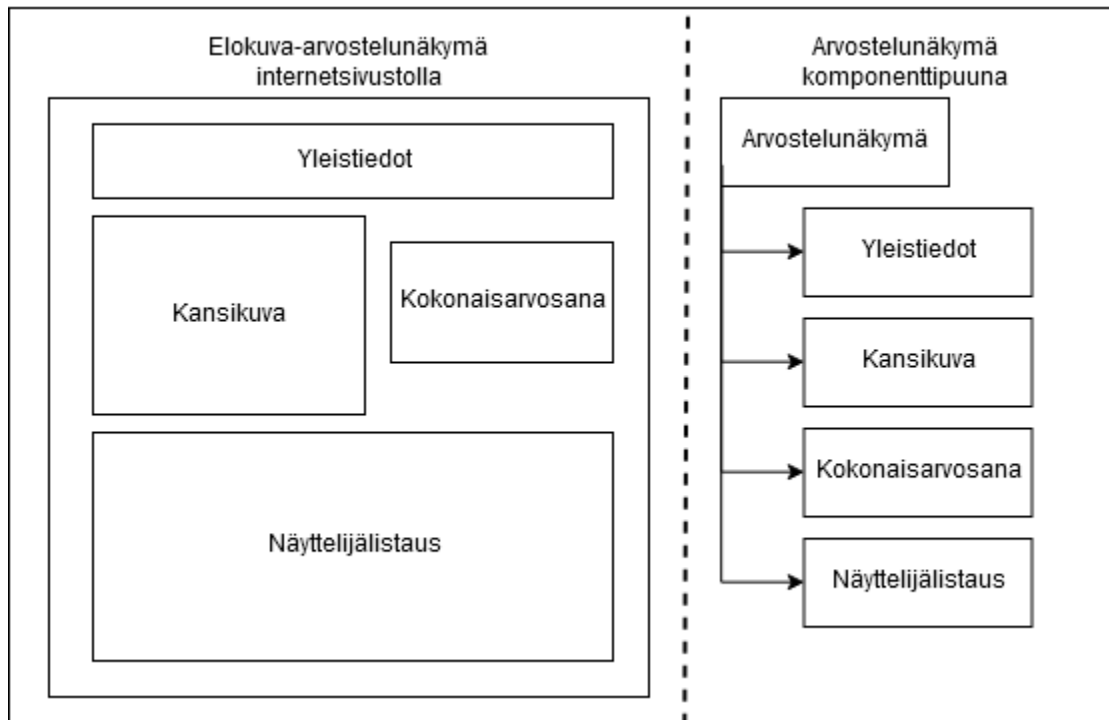 Elokuva-arvostelunäkymä
internetsivustolla
Yleistiedot
Kansikuva
Kokonaisarvosana
Näyttelijälistaus
Arvostelunäkymä
komponenttipuuna
Arvostelunäkymä
Yleistiedot
Kansikuva
Kokonaisarvosana
Näyttelijälistaus